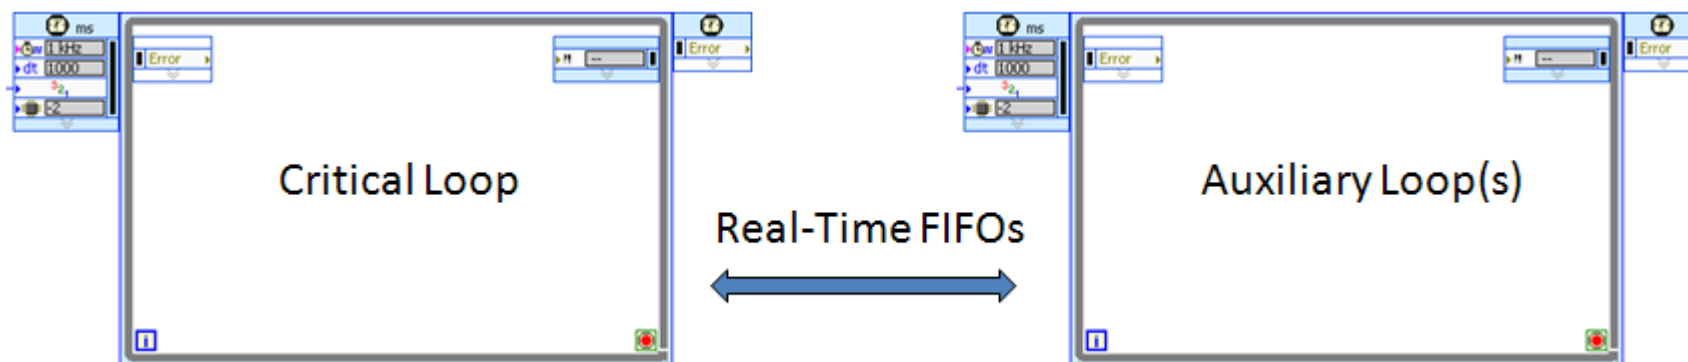 ms
1 kHz
dt 1000
-2
Error
--
Error
Critical Loop
i
Real-Time FIFOs
ms
1 kHz
dt 1000
-2
Error
--
Error
Auxiliary Loop(s)
i